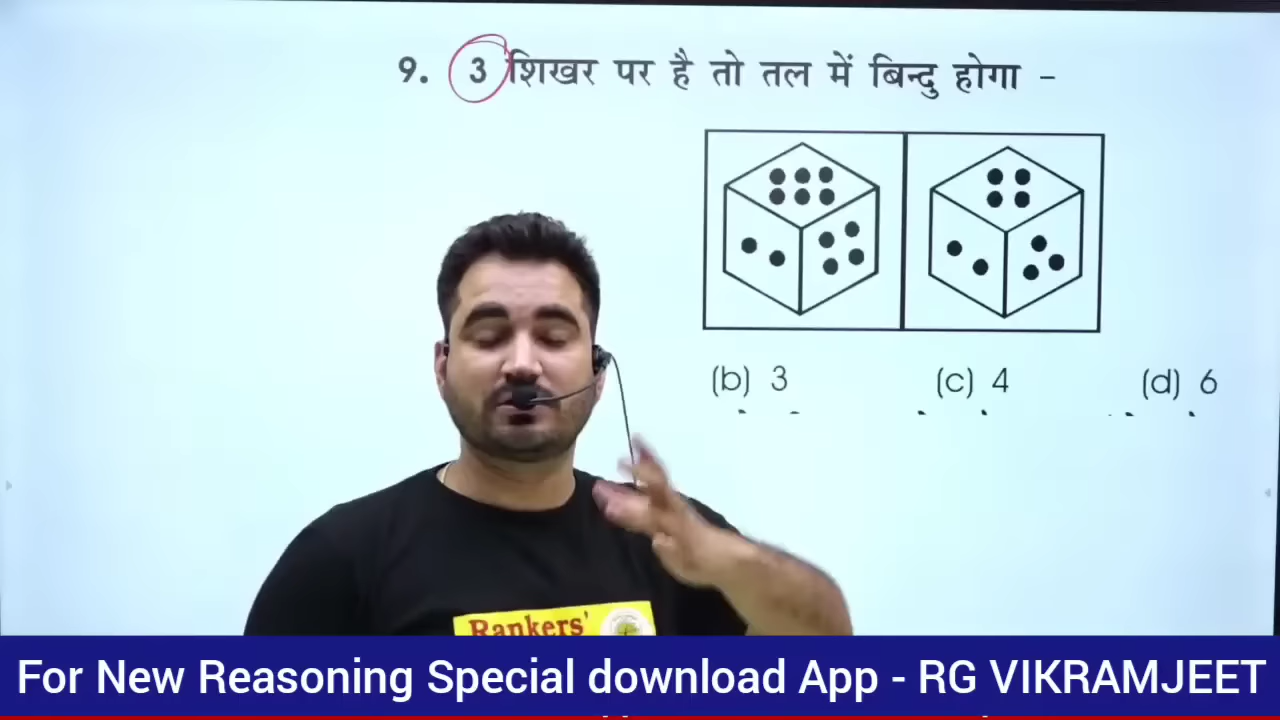 9. 3 शिखर पर है तो तल में बिन्दु होगा -
(b) 3 (c) 4 (d) 6
Rankers'
For New Reasoning Special download App - RG VIKRAMJEET